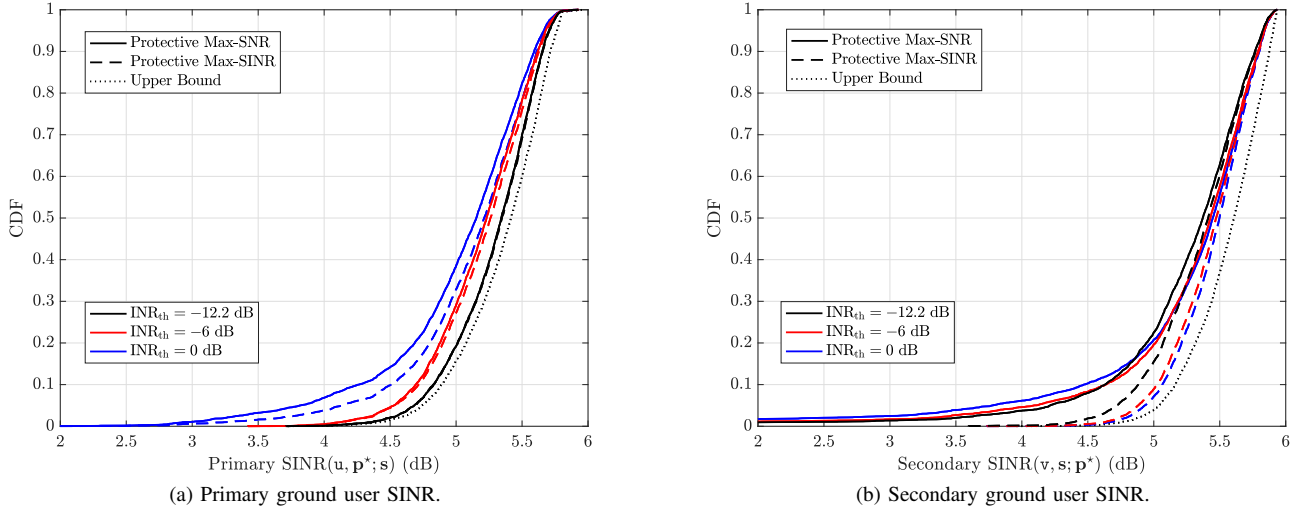 1
0.9
0.8
0.7
0.6
0.5
0.4
0.3
0.2
0.1
0
CDF
Protective Max-SNR
Protective Max-SINR
Upper Bound
INR_th = −12.2 dB
INR_th = −6 dB
INR_th = 0 dB
2 2.5 3 3.5 4 4.5 5 5.5 6
Primary SINR(u, p⋆; s) (dB)
(a) Primary ground user SINR.
1
0.9
0.8
0.7
0.6
0.5
0.4
0.3
0.2
0.1
0
CDF
Protective Max-SNR
Protective Max-SINR
Upper Bound
INR_th = −12.2 dB
INR_th = −6 dB
INR_th = 0 dB
2 2.5 3 3.5 4 4.5 5 5.5 6
Secondary SINR(v, s; p⋆) (dB)
(b) Secondary ground user SINR.